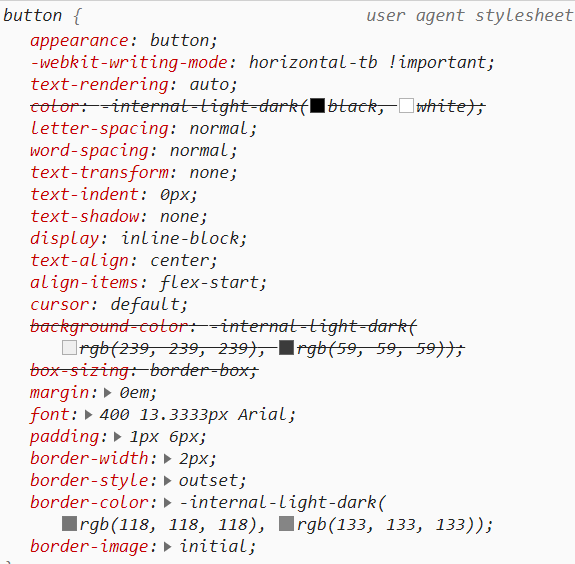 button {    user agent stylesheet
appearance: button;
-webkit-writing-mode: horizontal-tb !important;
text-rendering: auto;
color: -internal-light-dark(black, white);
letter-spacing: normal;
word-spacing: normal;
text-transform: none;
text-indent: 0px;
text-shadow: none;
display: inline-block;
text-align: center;
align-items: flex-start;
cursor: default;
background-color: -internal-light-dark(
rgb(239, 239, 239), rgb(59, 59, 59));
box-sizing: border-box;
margin: 0em;
font: 400 13.3333px Arial;
padding: 1px 6px;
border-width: 2px;
border-style: outset;
border-color: -internal-light-dark(
rgb(118, 118, 118), rgb(133, 133, 133));
border-image: initial;